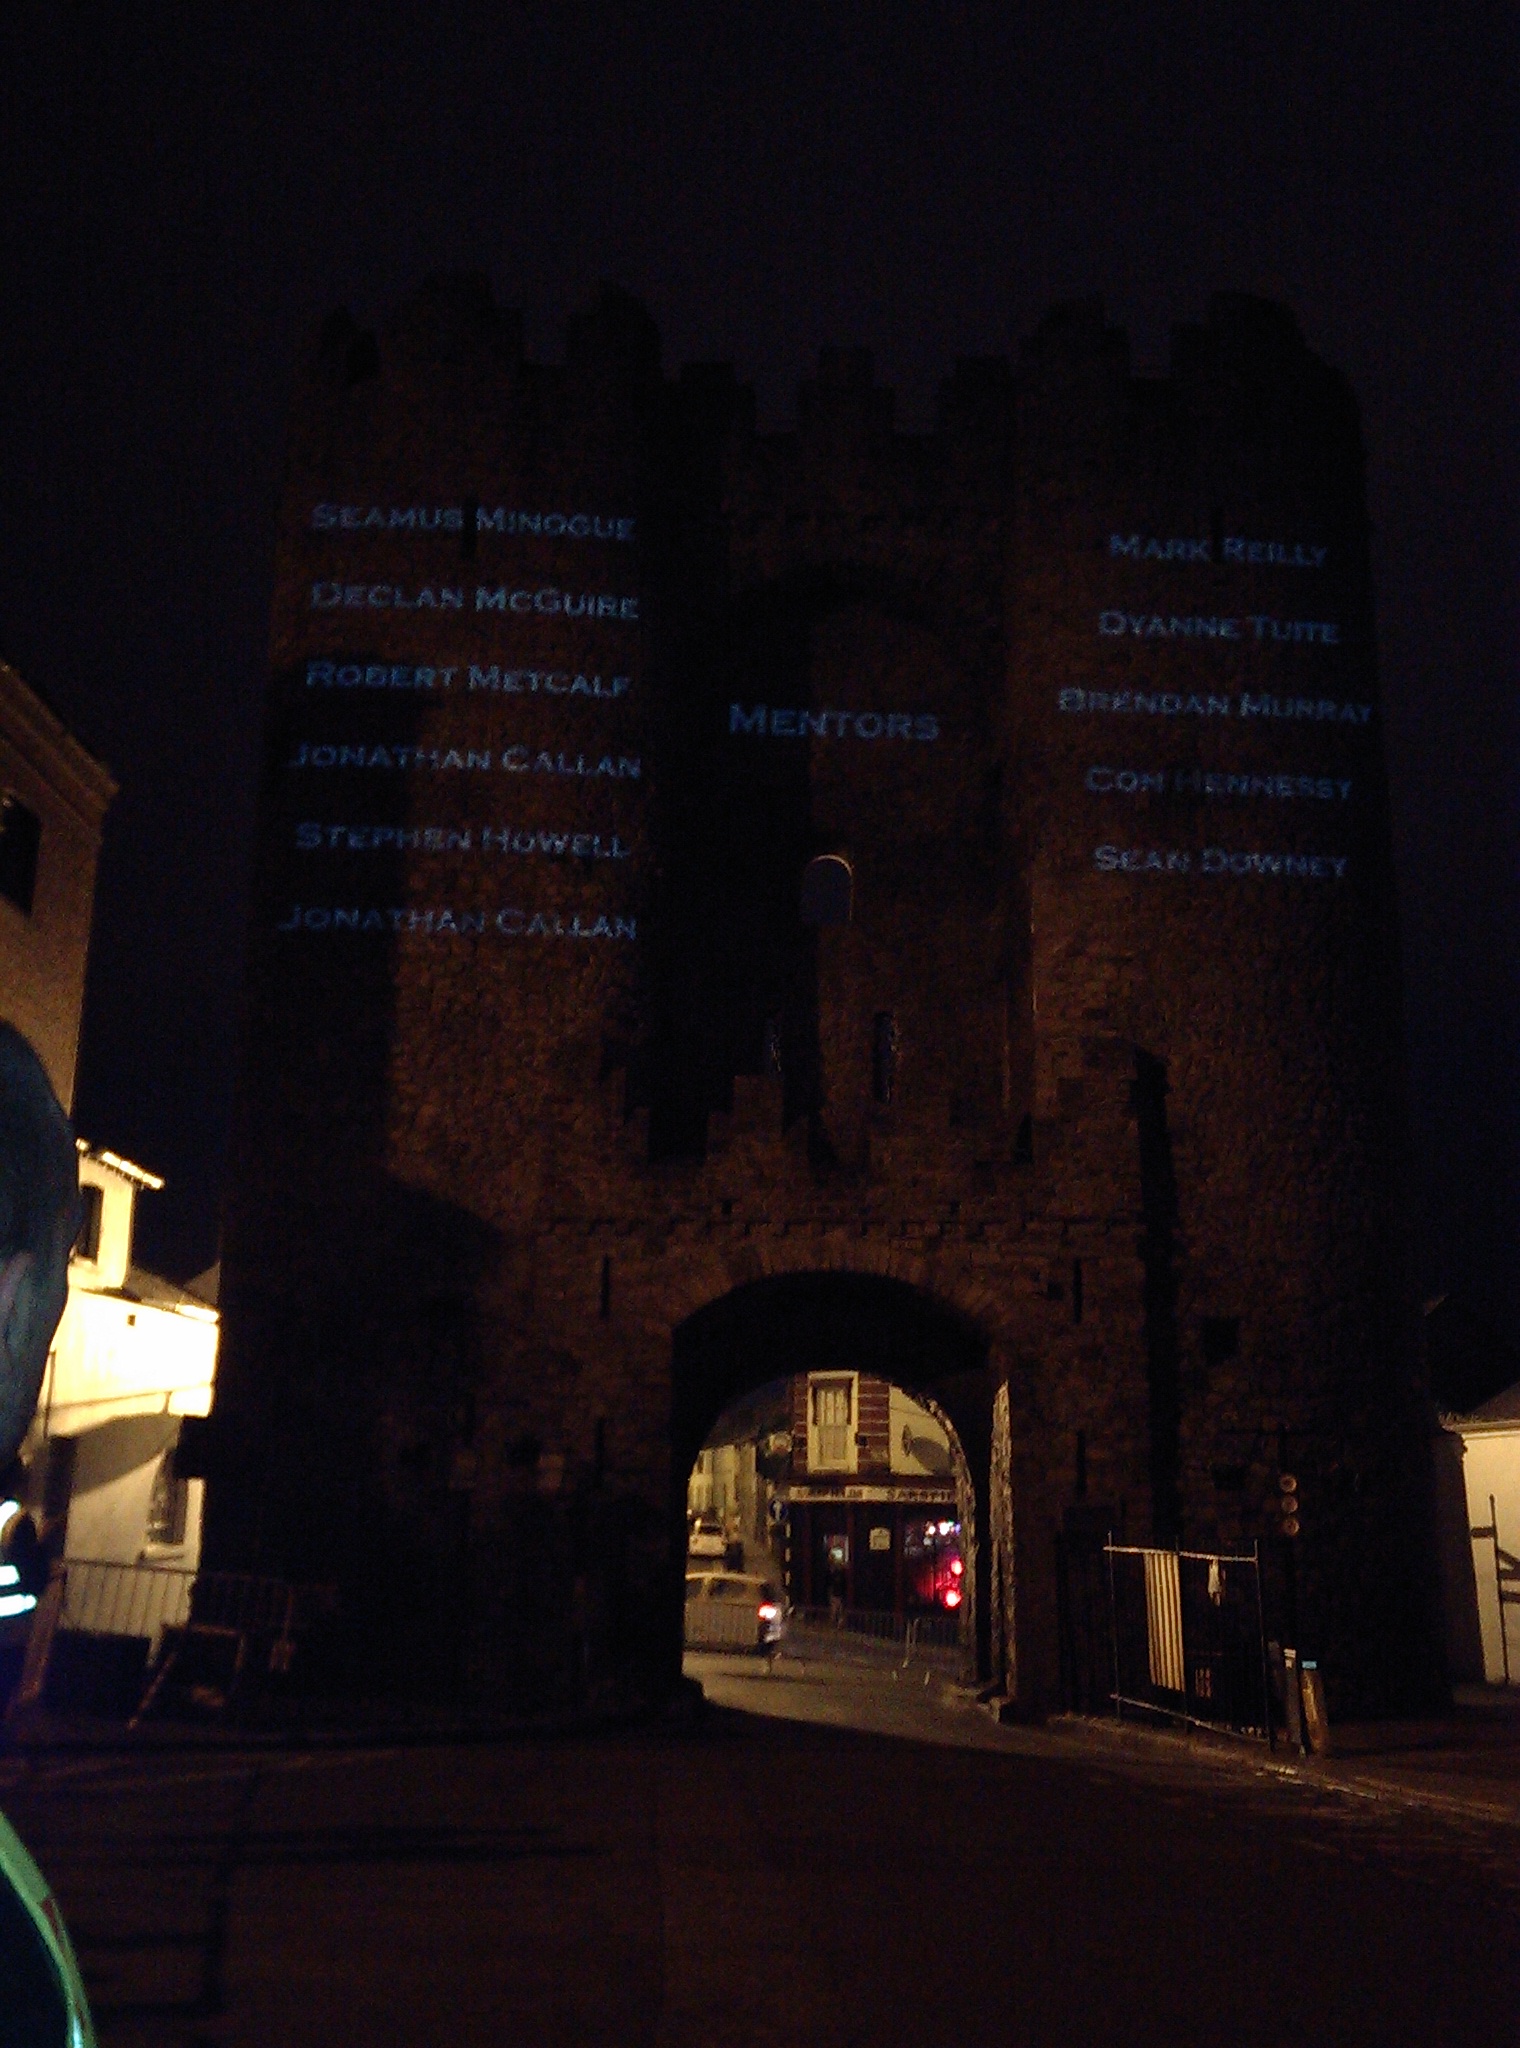 SEAMUS MINOGUE
DECLAN MCGUIRE
ROBERT METCALF
JONATHAN CALLAN
STEPHEN HOWELL
JONATHAN CALLAN
MENTORS
MARK REILLY
DYANNE TUITE
BRENDAN MURRAY
CON HENNESSY
SEAN DOWNEY